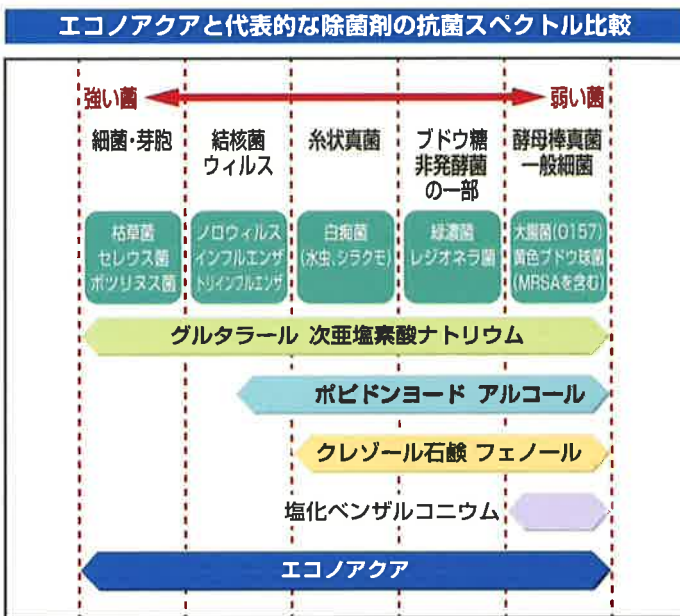 エコノアクアと代表的な除菌剤の抗菌スペクトル比較
強い菌
弱い菌
細菌・芽胞
結核菌
ウィルス
糸状真菌
ブドウ糖
非発酵菌
の一部
酵母棒真菌
一般細菌
枯草菌
セレウス菌
ボツリヌス菌
ノロウィルス
インフルエンザ
トリインフルエンザ
白癬菌
(水虫、シラクモ)
緑濃菌
レジオネラ菌
大腸菌(O157)
黄色ブドウ球菌
(MRSAを含む)
グルタラール 次亜塩素酸ナトリウム
ポビドンヨード アルコール
クレゾール石鹸 フェノール
塩化ベンザルコニウム
エコノアクア